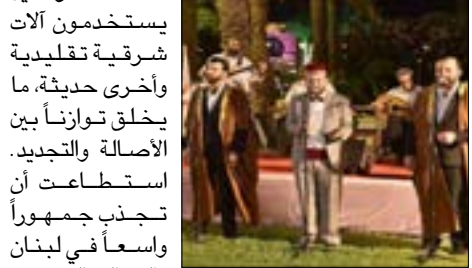 يستخدمون آلات
شرقية تقليدية
وأخرى حديثة، ما
يخلق توازناً بين
الأصالة والتجديد.
استطاعت أن
تجذب جمهوراً
واسعاً في لبنان